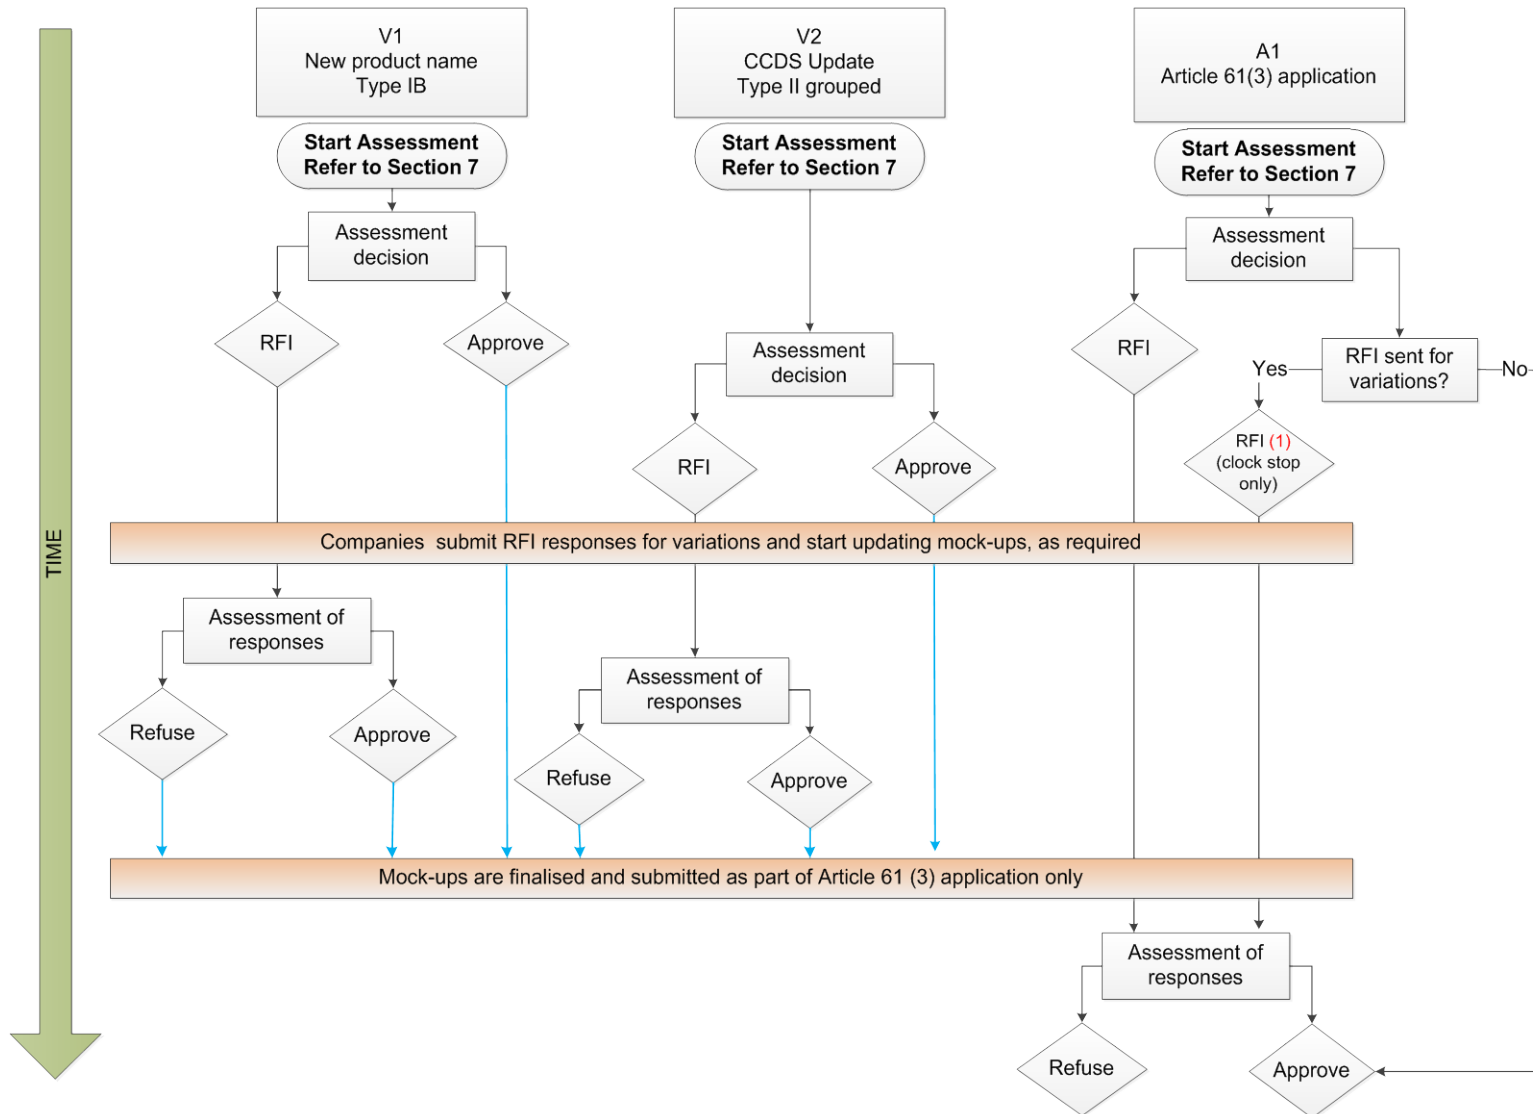 V1
New product name
Type IB
V2
CCDS Update
Type II grouped
A1
Article 61(3) application
Start Assessment
Refer to Section 7
Start Assessment
Refer to Section 7
Start Assessment
Refer to Section 7
Assessment
decision
Assessment
decision
RFI
Approve
Assessment
decision
RFI
RFI sent for
variations?
Yes
No
RFI
Approve
RFI (1)
(clock stop
only)
TIME
Companies submit RFI responses for variations and start updating mock-ups, as required
Assessment of
responses
Assessment of
responses
Refuse
Approve
Refuse
Approve
Mock-ups are finalised and submitted as part of Article 61 (3) application only
Assessment of
responses
Refuse
Approve